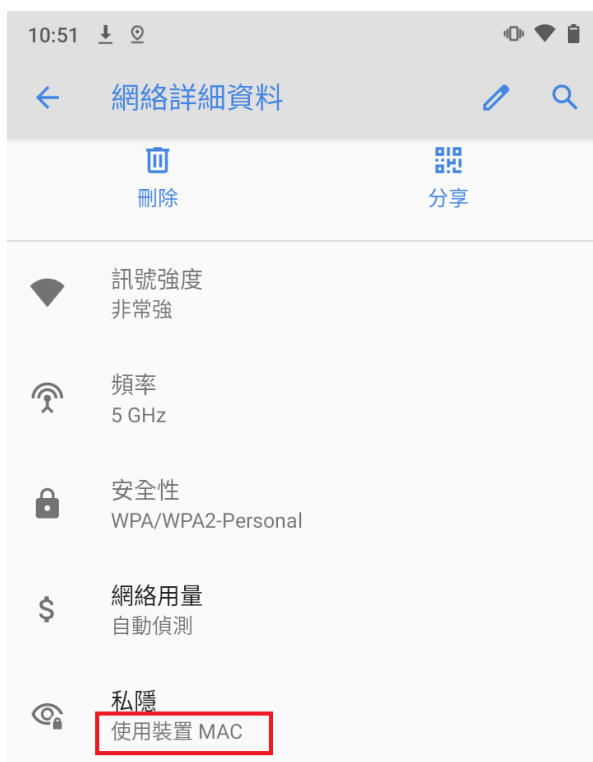 10:51
網絡詳細資料
刪除
分享
訊號強度
非常強
頻率
5 GHz
安全性
WPA/WPA2-Personal
網絡用量
自動偵測
私隱
使用裝置 MAC